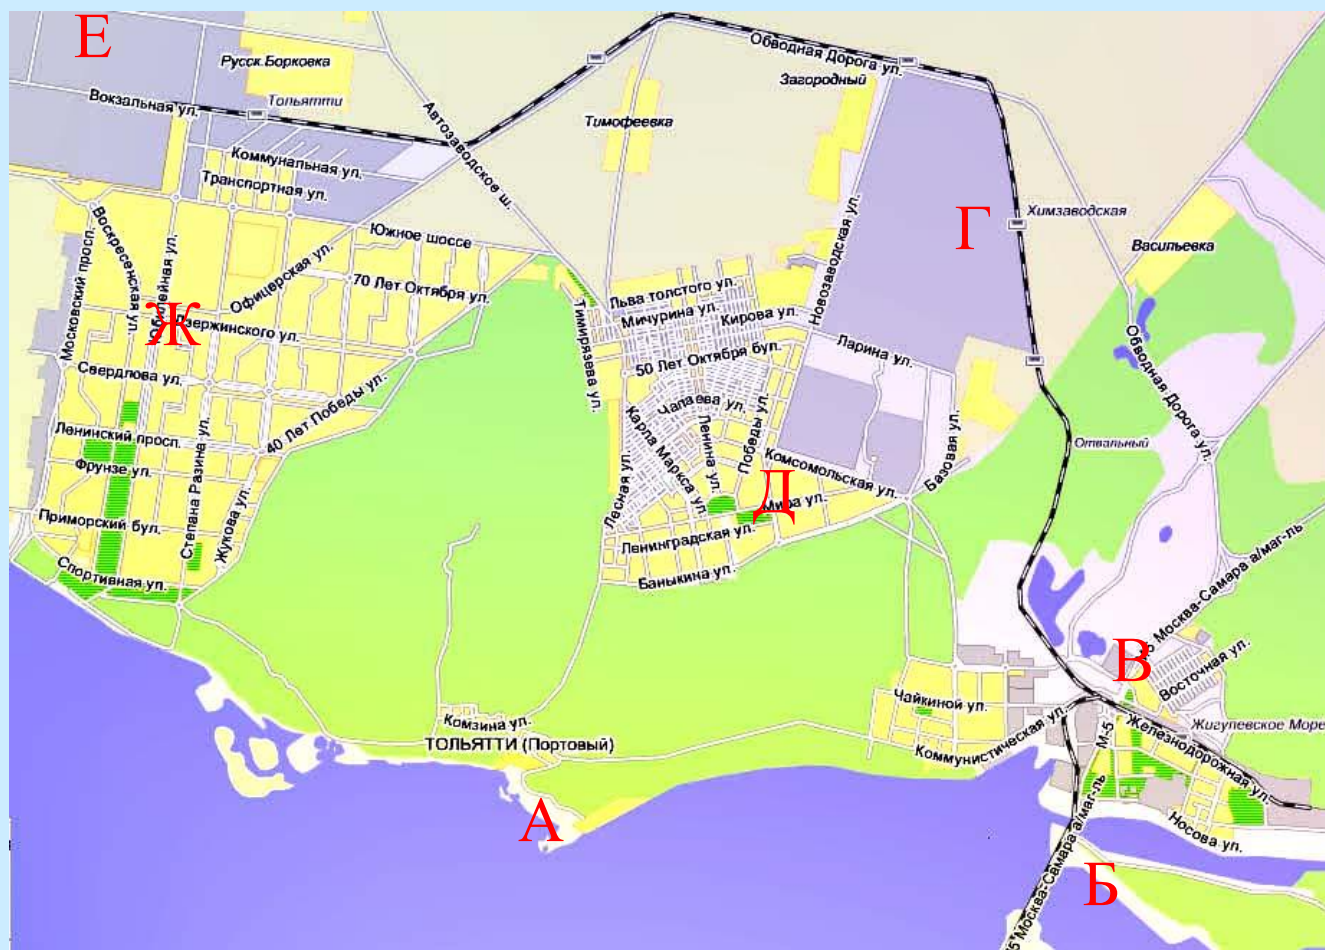 Е
Русск.Борковка
Вокзальная ул.
Тольятти
Автозаводское ш.
Обводная Дорога ул.
Загородный
Тимофеевка
Коммунальная ул.
Транспортная ул.
Воскресенская ул.
Московский просп.
Юбилейная ул.
Офицерская ул.
Южное шоссе
70 Лет Октября ул.
Ж
Дзержинского ул.
Свердлова ул.
Ленинский просп.
Фрунзе ул.
Приморский бул.
Спортивная ул.
Степана Разина ул.
Жукова ул.
40 Лет Победы ул.
Тимирязева ул.
Льва толстого ул.
Мичурина ул.
Кирова ул.
50 Лет Октября бул.
Чапаева ул.
Карла Маркса ул.
Ленина ул.
Победы ул.
Лесная ул.
Ленинградская ул.
Баныкина ул.
Д
Мира ул.
Комсомольская ул.
Новозаводская ул.
Ларина ул.
Базовая ул.
Г
Химзаводская
Васильевка
Обводная Дорога ул.
Отвальный
М5 Москва-Самара а/маг-ль
В
Восточная ул.
Жигулевское Море
Чайкиной ул.
Коммунистическая ул.
М-5
Железнодорожная ул.
Носова ул.
Комзина ул.
ТОЛЬЯТТИ (Портовый)
А
Б
М5 Москва-Самара а/маг-ль